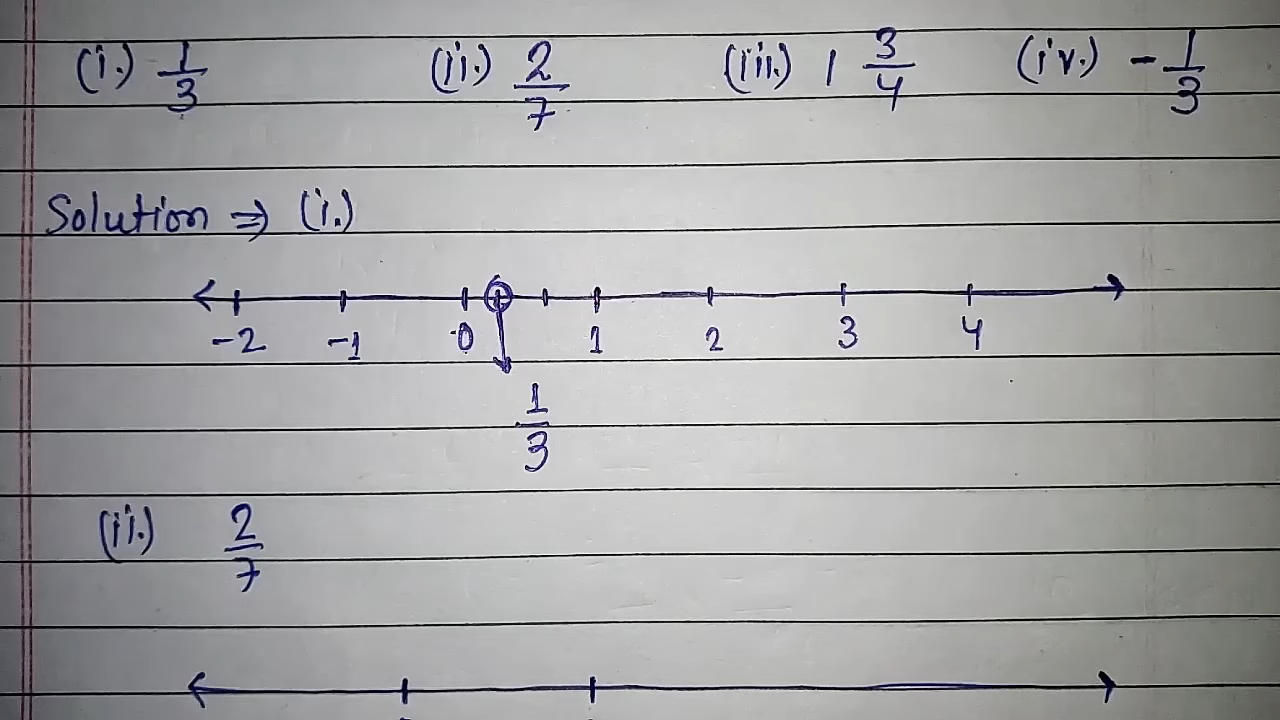 (i.) 1/3 (ii.) 2/7 (iii.) 1 3/4 (iv.) - 1/3
Solution ⇒ (i.)
-2 -1 0 1 2 3 4
1/3
(ii.) 2/7